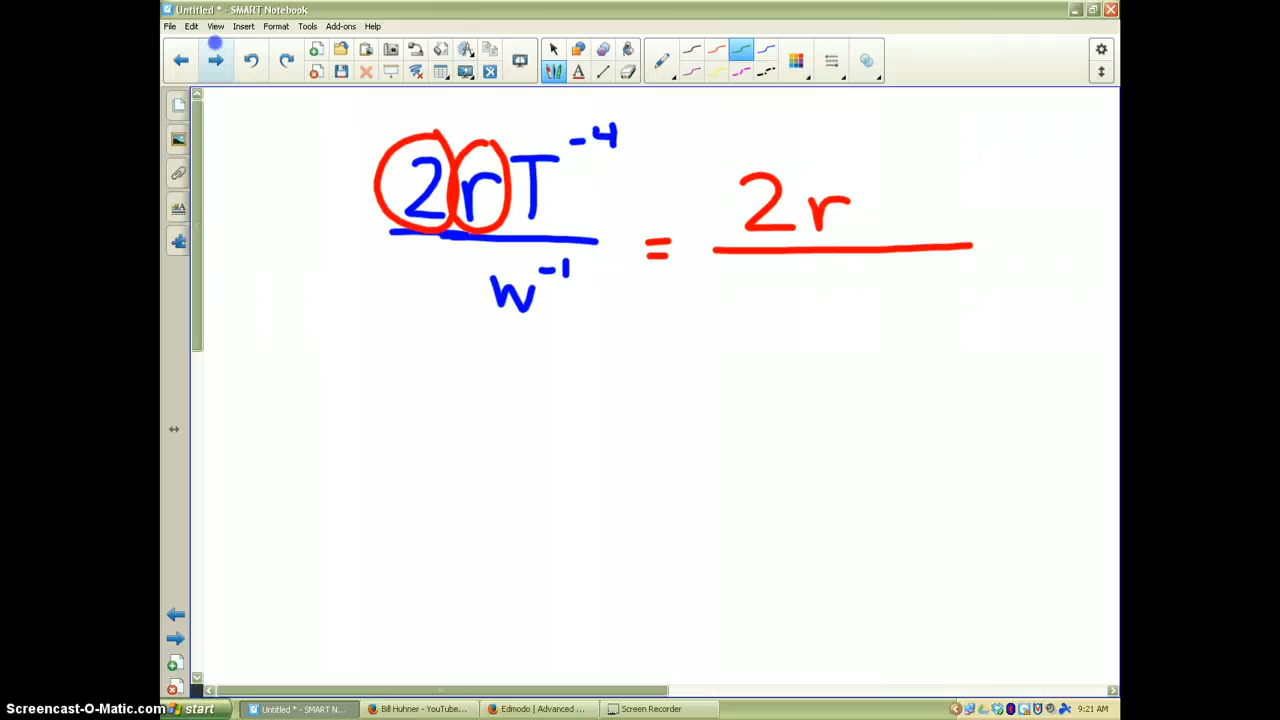 Untitled * - SMART Notebook
File Edit View Insert Format Tools Add-ons Help
2rT⁻⁴
w⁻¹
=
2r
Screencast-O-Matic.com
start
Untitled * - SMART N...
Bill Huhner - YouTube...
Edmodo | Advanced ...
Screen Recorder
9:21 AM